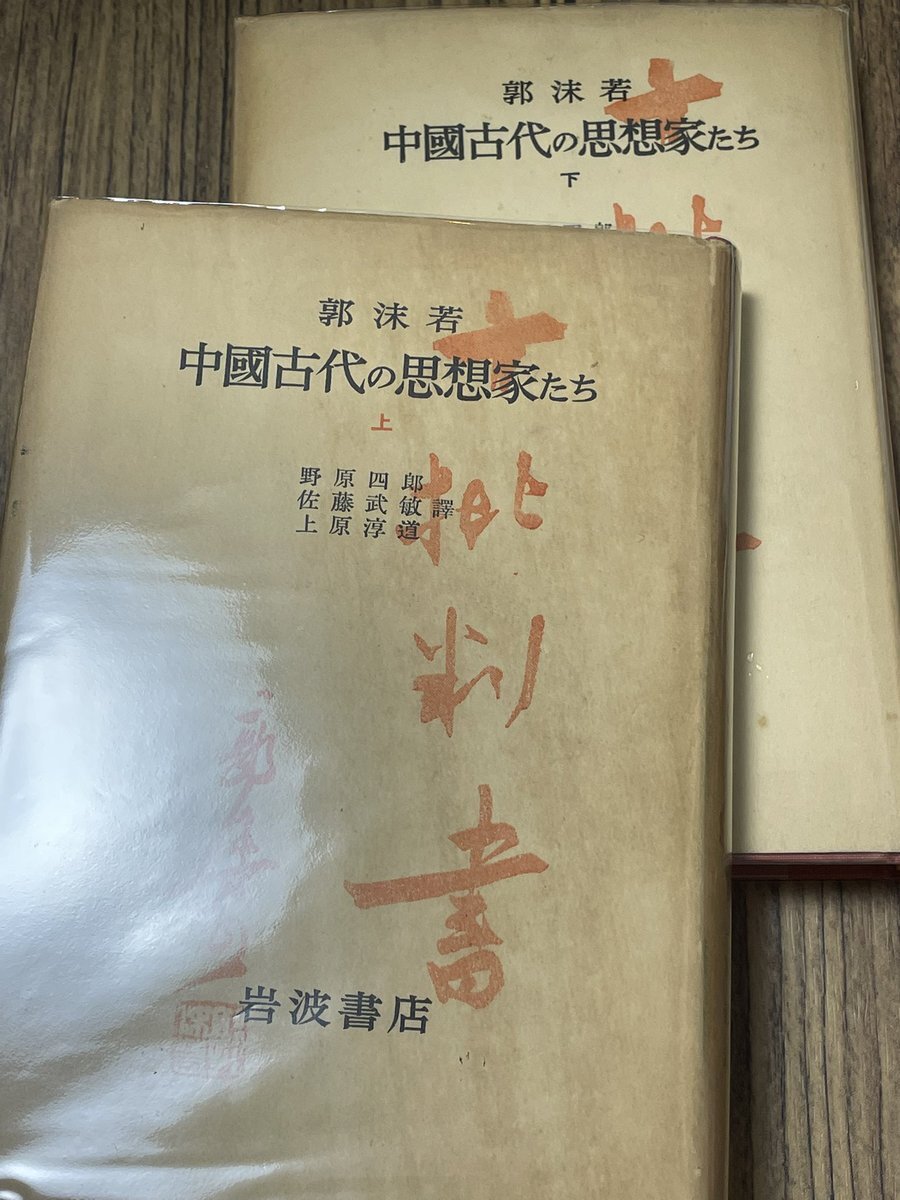 郭沫若
中國古代の思想家たち
下
郭沫若
中國古代の思想家たち
上
野原四郎
佐藤武敏譯
上原淳道
十
批
判
書
岩波書店